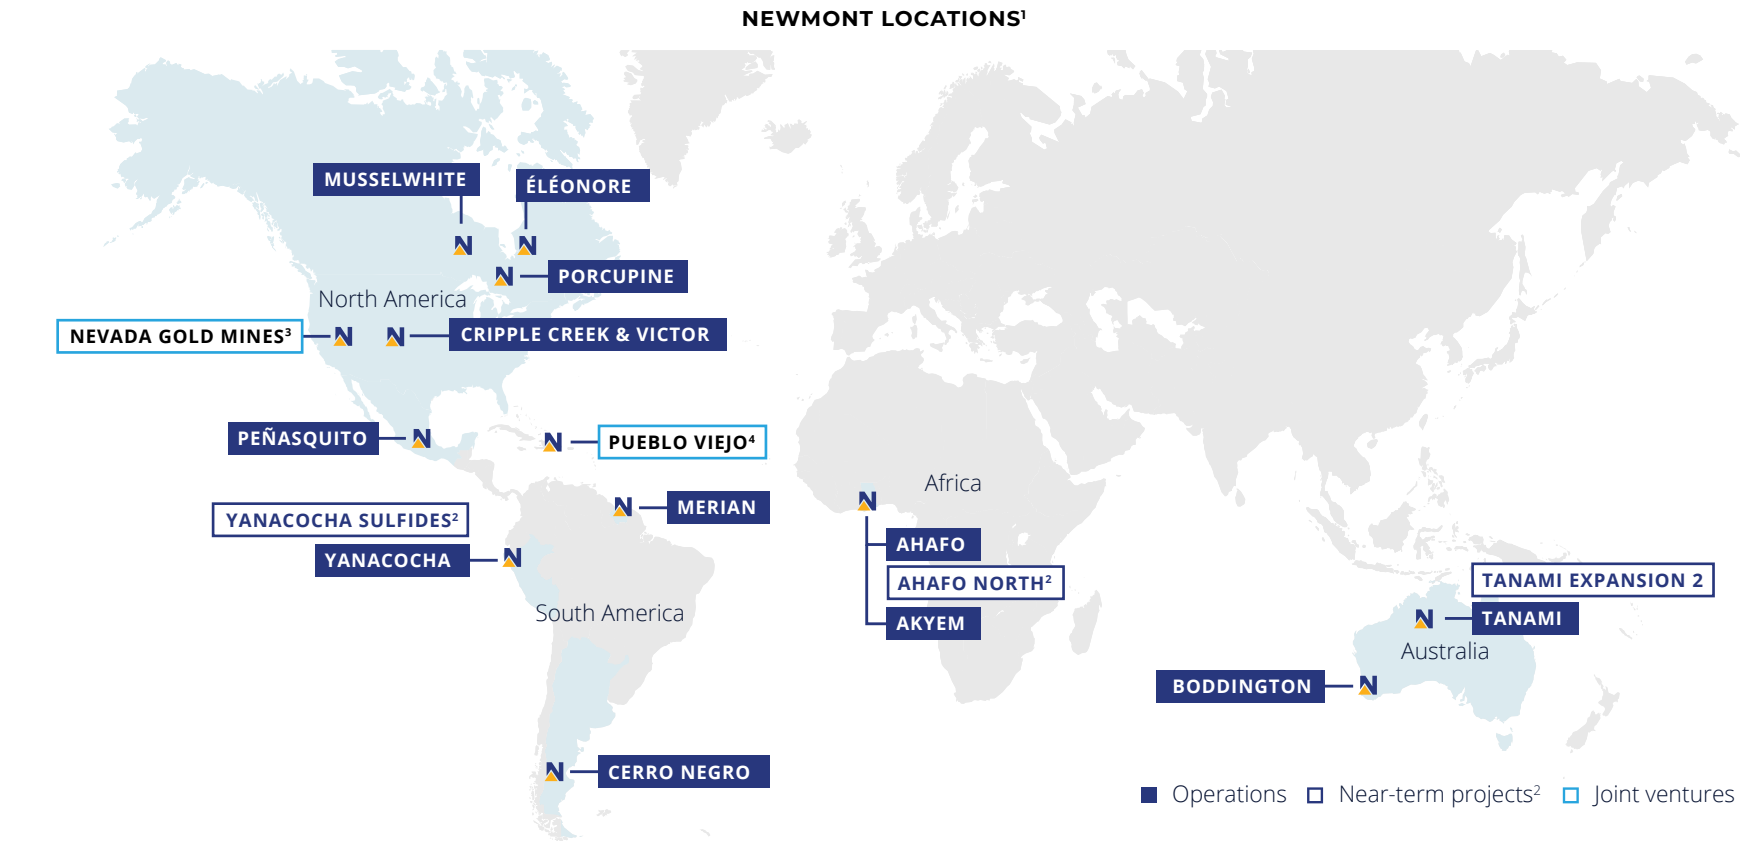 NEWMONT LOCATIONS¹
MUSSELWHITE
ÉLÉONORE
PORCUPINE
North America
NEVADA GOLD MINES³
CRIPPLE CREEK & VICTOR
PEÑASQUITO
PUEBLO VIEJO⁴
Africa
MERIAN
YANACOCHA SULFIDES²
YANACOCHA
AHAFO
AHAFO NORTH²
AKYEM
South America
TANAMI EXPANSION 2
TANAMI
Australia
BODDINGTON
CERRO NEGRO
Operations
Near-term projects²
Joint ventures